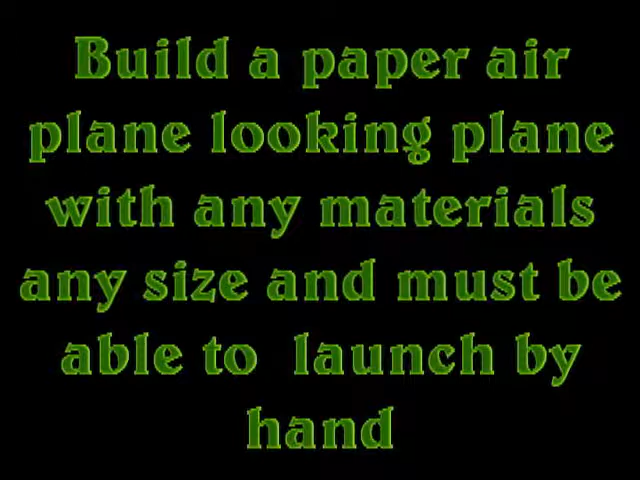 Build a paper air
plane looking plane
with any materials
any size and must be
able to launch by
hand